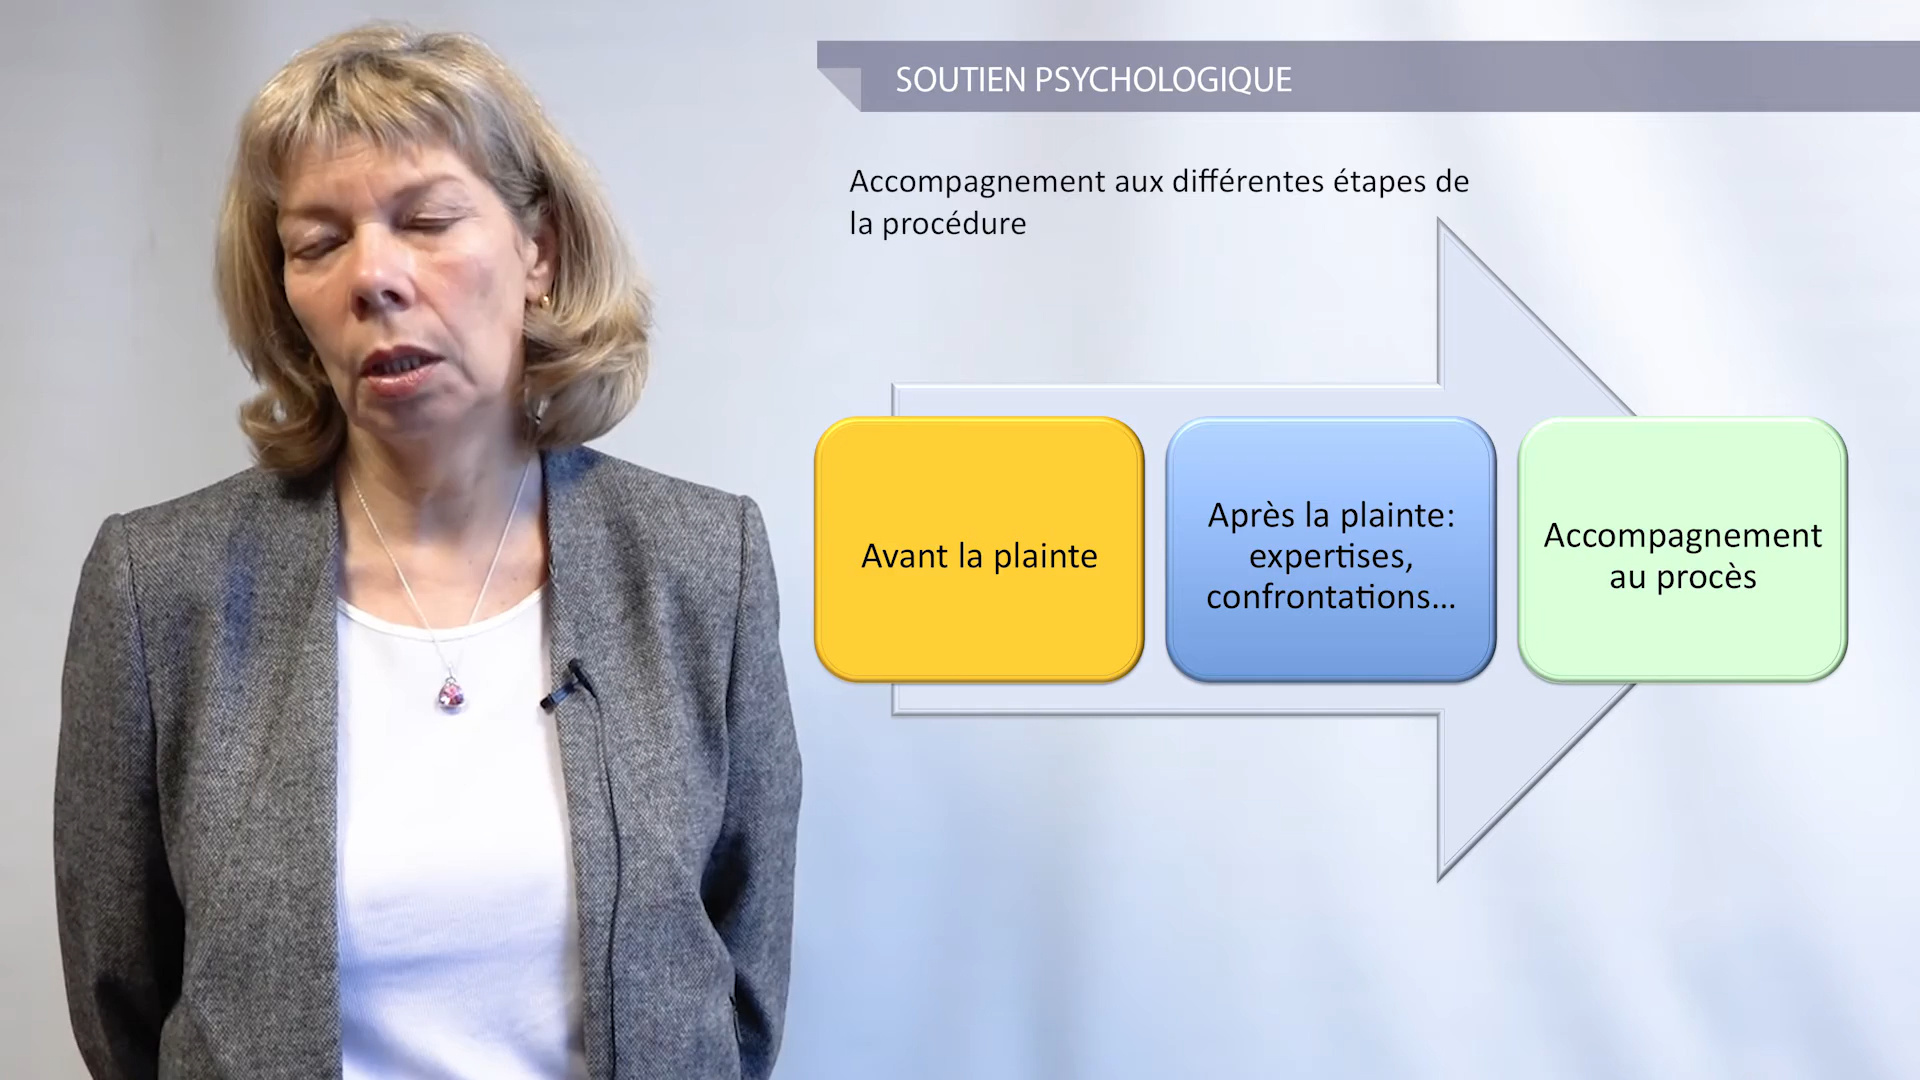 SOUTIEN PSYCHOLOGIQUE
Accompagnement aux différentes étapes de
la procédure
Avant la plainte
Après la plainte:
expertises,
confrontations...
Accompagnement
au procès